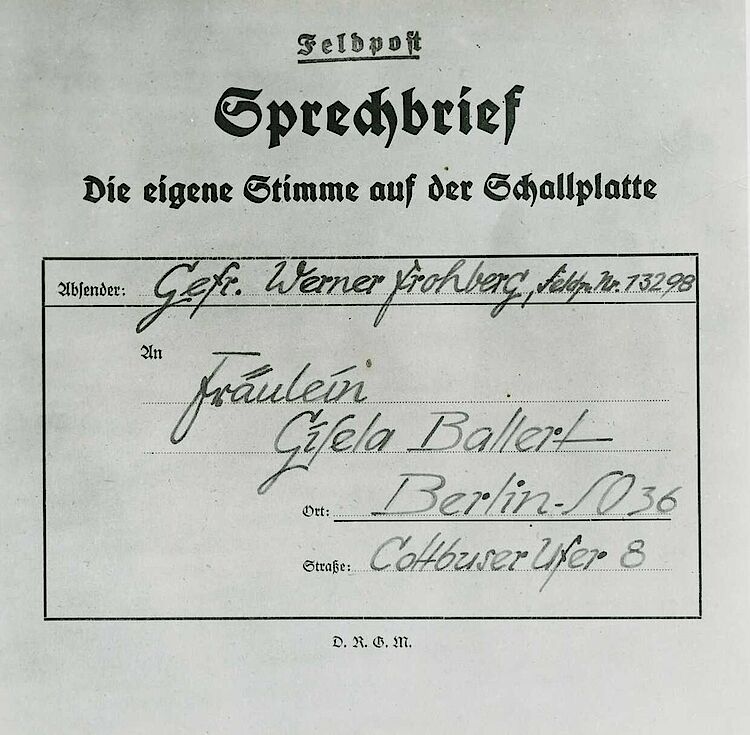 Feldpost
Sprechbrief
Die eigene Stimme auf der Schallplatte
Absender: Gefr. Werner Frohberg, Feldp. Nr. 13298
An
Fräulein
Gisela Ballert
Ort: Berlin-SO 36
Straße: Cottbuser Ufer 8
D. R. G. M.